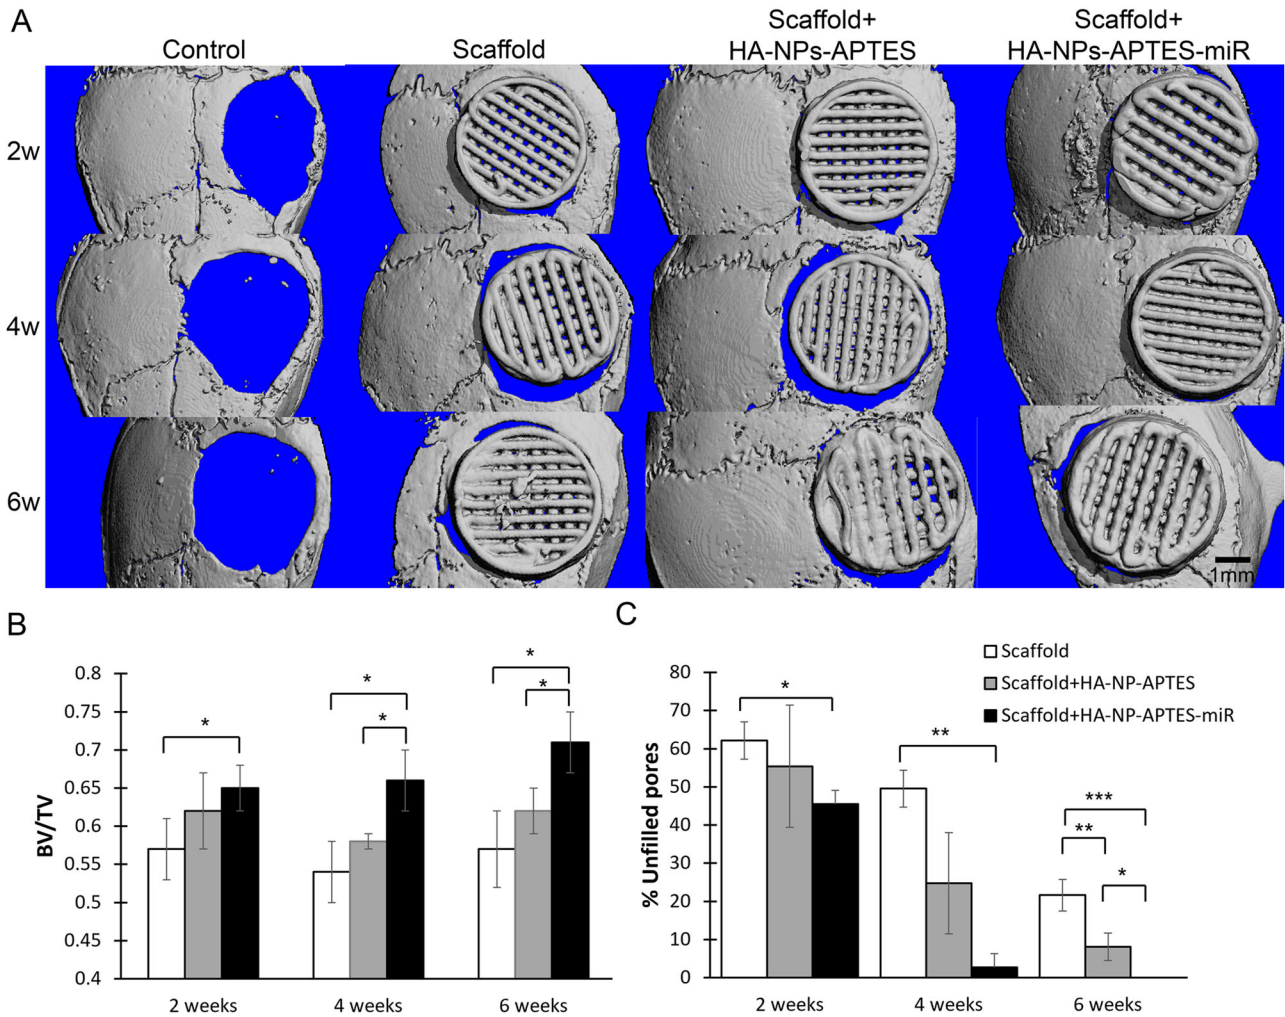 A
Control
Scaffold
Scaffold+
HA-NPs-APTES
Scaffold+
HA-NPs-APTES-miR
2w
4w
6w
1mm
B
BV/TV
0.8
0.75
0.7
0.65
0.6
0.55
0.5
0.45
0.4
*
*
*
*
*
2 weeks
4 weeks
6 weeks
C
Scaffold
Scaffold+HA-NP-APTES
Scaffold+HA-NP-APTES-miR
% Unfilled pores
80
70
60
50
40
30
20
10
0
*
**
***
**
*
2 weeks
4 weeks
6 weeks